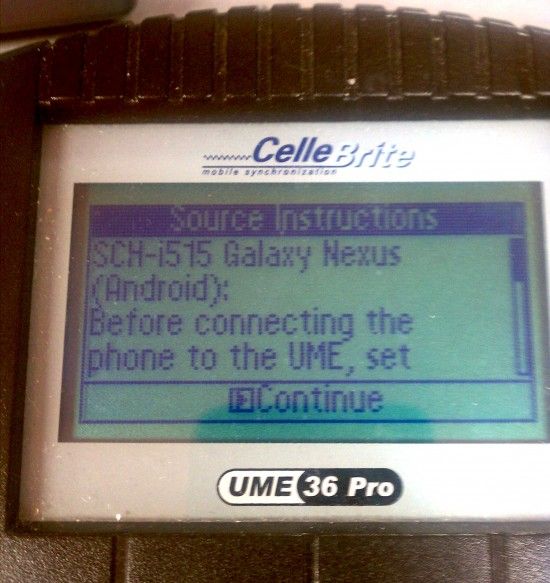 CelleBrite
mobile synchronization
Source Instructions
SCH-i515 Galaxy Nexus
(Android):
Before connecting the
phone to the UME, set
Continue
UME 36 Pro